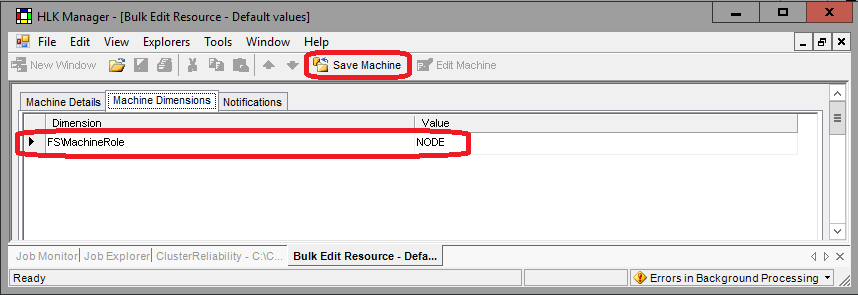 HLK Manager - [Bulk Edit Resource - Default values]
File Edit View Explorers Tools Window Help
New Window Save Machine Edit Machine
Machine Details Machine Dimensions Notifications
Dimension Value
FS\MachineRole NODE
Job Monitor Job Explorer ClusterReliability - C:\C... Bulk Edit Resource - Defa...
Ready Errors in Background Processing